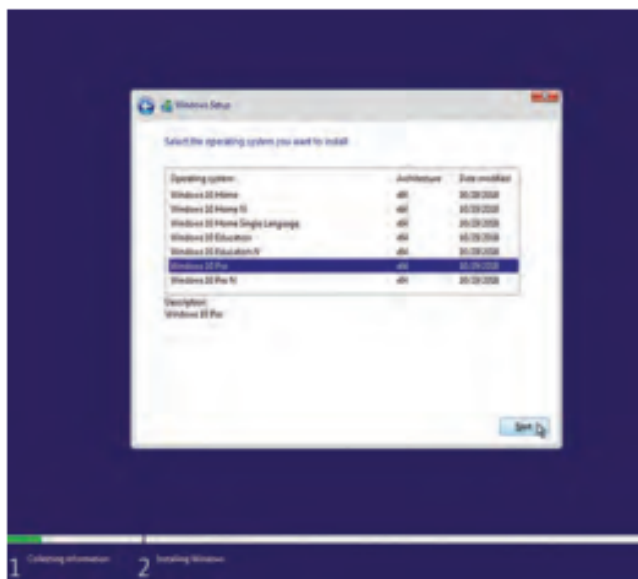 Windows Setup
Select the operating system you want to install
Operating system Architecture Date modified
Windows 10 Home
Windows 10 Home N
Windows 10 Home Single Language
Windows 10 Education
Windows 10 Education N
Windows 10 Pro
Windows 10 Pro N
Description:
Windows 10 Pro
Next
1 Collecting information 2 Installing Windows